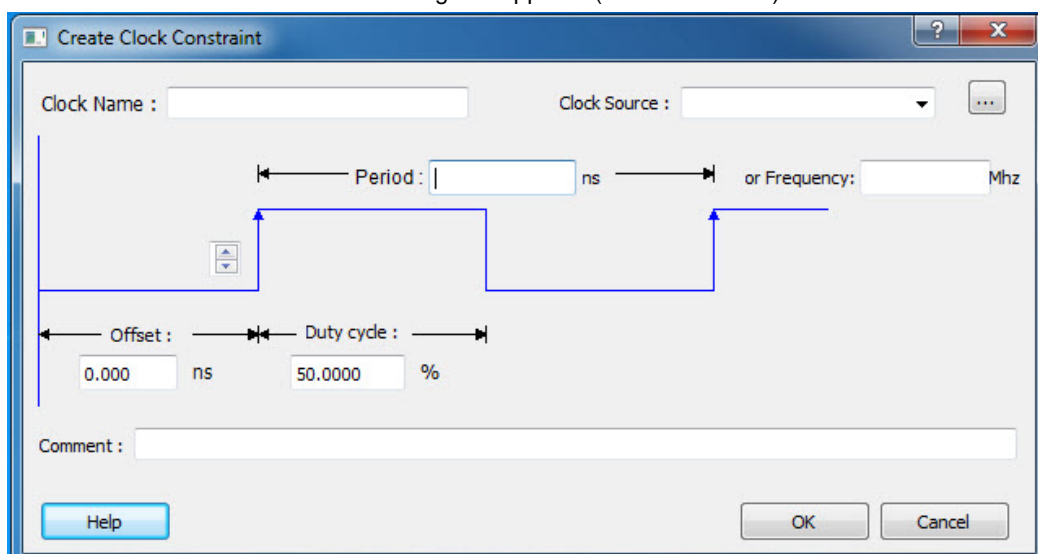 Create Clock Constraint
?
X
Clock Name :
Clock Source :
...
Period :
ns
or Frequency:
Mhz
Offset :
Duty cycle :
0.000
ns
50.0000
%
Comment :
Help
OK
Cancel